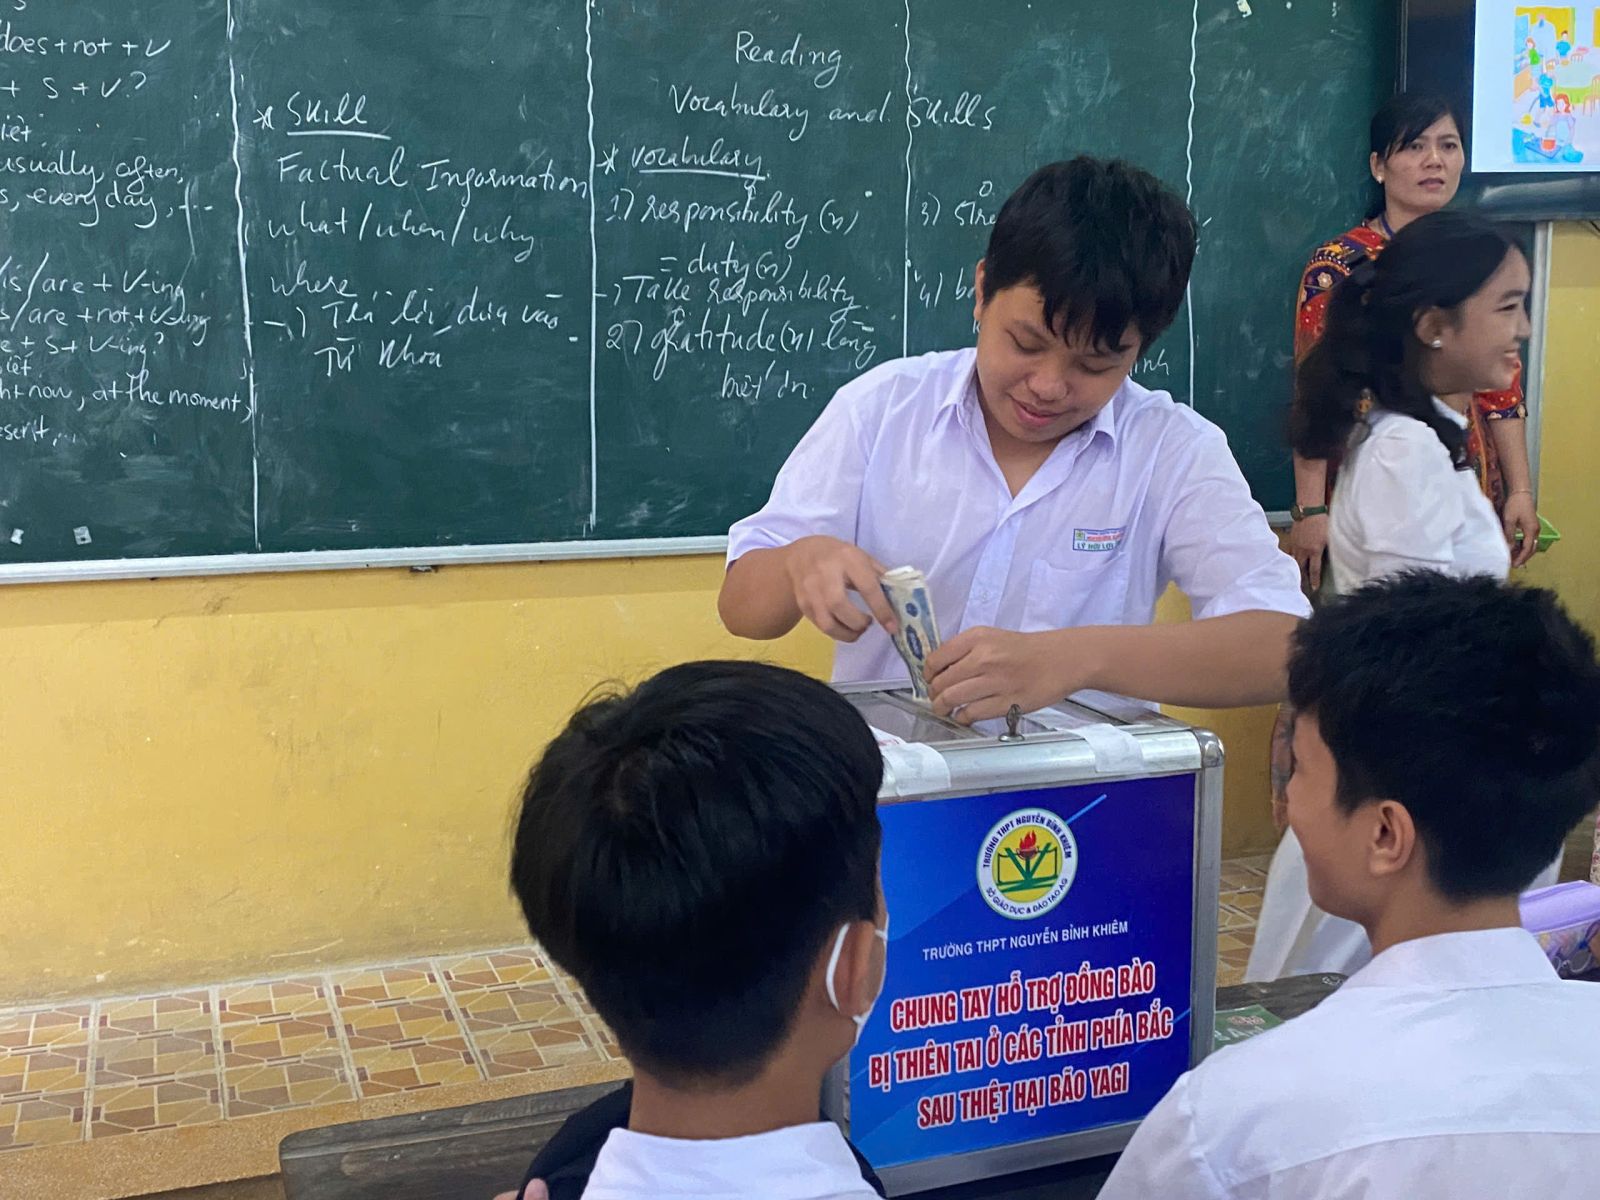 does + not + V
+ S + V?
usually, often,
every day, ...
is/are + V-ing
/are + not + V-ing
+ S + V-ing?
right now, at the moment,
* Skill
Factual Information
what/when/why
where
Trả lời dựa vào
Từ khoá
Reading
Vocabulary and Skills
* vocabulary
1) responsibility (n)
= duty (n)
→ Take responsibility
2) gratitude (n) lòng
biết ơn
3)
4)
TRƯỜNG THPT NGUYỄN BỈNH KHIÊM
SỞ GIÁO DỤC & ĐÀO TẠO AG
TRƯỜNG THPT NGUYỄN BỈNH KHIÊM
CHUNG TAY HỖ TRỢ ĐỒNG BÀO
BỊ THIÊN TAI Ở CÁC TỈNH PHÍA BẮC
SAU THIỆT HẠI BÃO YAGI